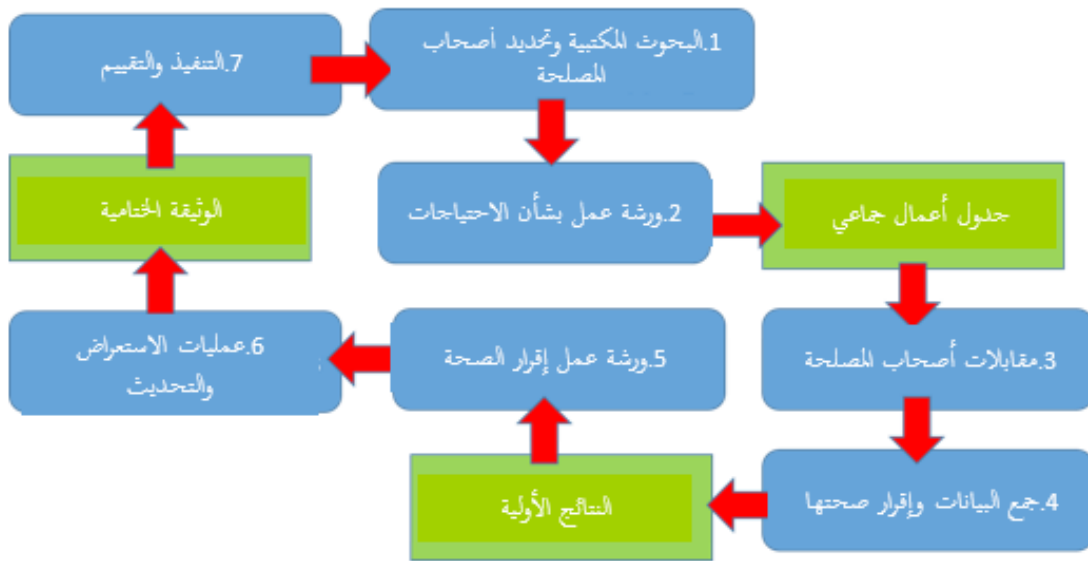 1.البحوث المكتبية وتحديد أصحاب
المصلحة
2.ورشة عمل بشأن الاحتياجات
جدول أعمال جماعي
3.مقابلات أصحاب المصلحة
4.جمع البيانات وإقرار صحتها
النتائج الأولية
5.ورشة عمل إقرار الصحة
6.عمليات الاستعراض
والتحديث
الوثيقة الختامية
7.التنفيذ والتقييم